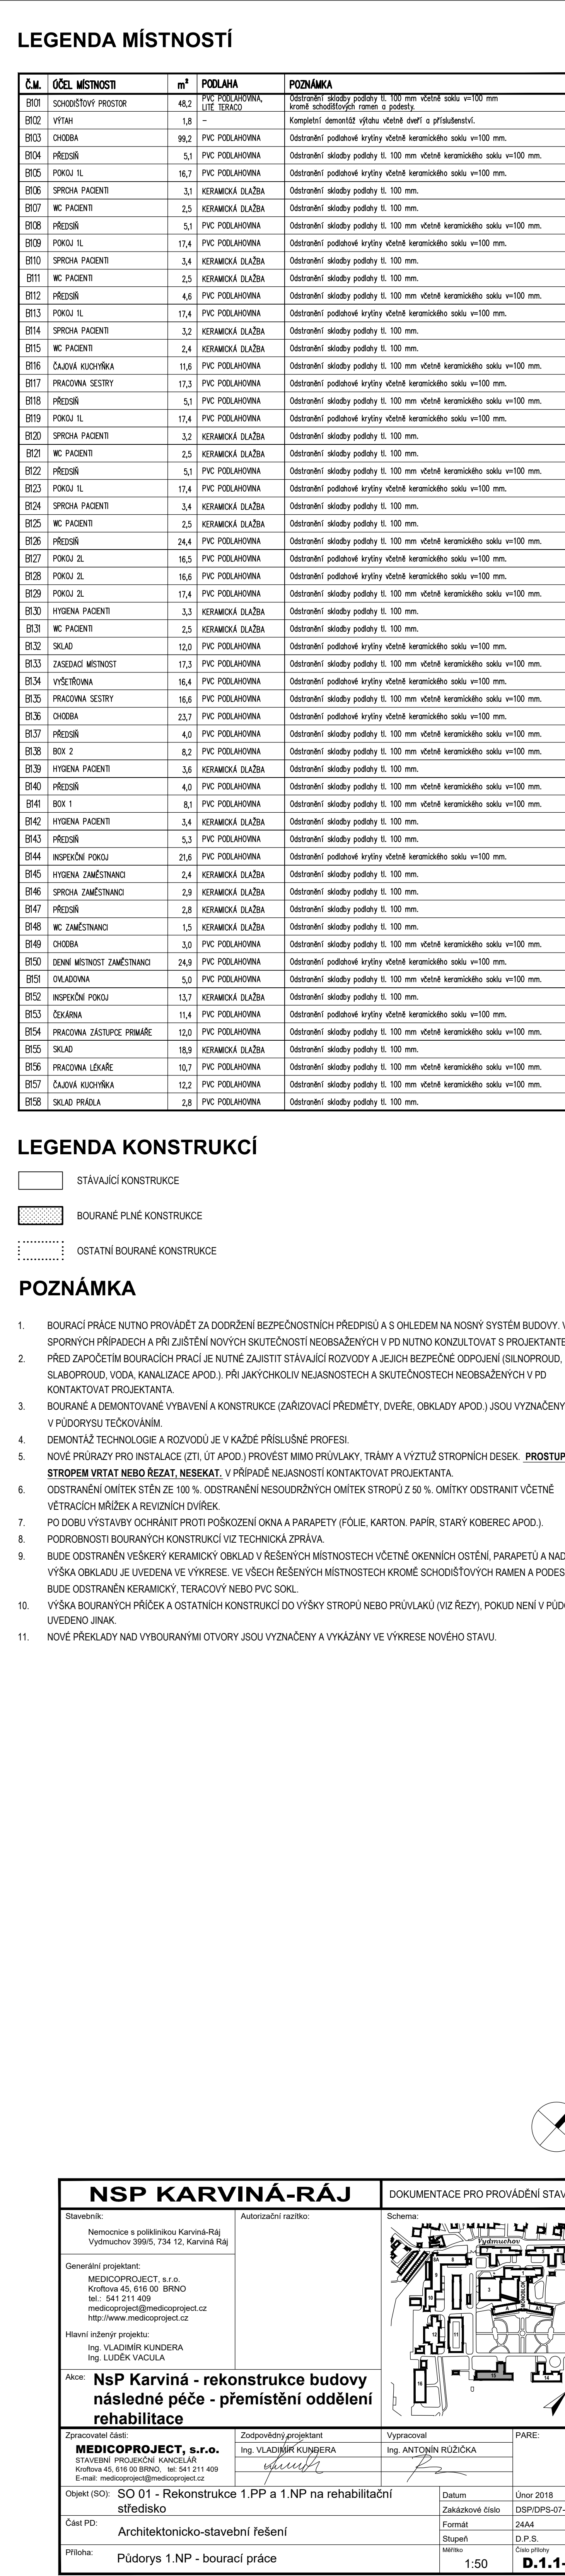 LEGENDA MÍSTNOSTÍ
Č.M. ÚČEL MÍSTNOSTI m² PODLAHA POZNÁMKA
B101 SCHODIŠŤOVÝ PROSTOR 48,2 PVC PODLAHOVINA, LITÉ TERACO Odstranění skladby podlahy tl. 100 mm včetně soklu v=100 mm kromě schodišťových ramen a podesty.
B102 VÝTAH 1,8 – Kompletní demontáž výtahu včetně dveří a příslušenství.
B103 CHODBA 99,2 PVC PODLAHOVINA Odstranění podlahové krytiny včetně keramického soklu v=100 mm.
B104 PŘEDSÍŇ 5,1 PVC PODLAHOVINA Odstranění skladby podlahy tl. 100 mm včetně keramického soklu v=100 mm.
B105 POKOJ 1L 16,7 PVC PODLAHOVINA Odstranění podlahové krytiny včetně keramického soklu v=100 mm.
B106 SPRCHA PACIENTI 3,1 KERAMICKÁ DLAŽBA Odstranění skladby podlahy tl. 100 mm.
B107 WC PACIENTI 2,5 KERAMICKÁ DLAŽBA Odstranění skladby podlahy tl. 100 mm.
B108 PŘEDSÍŇ 5,1 PVC PODLAHOVINA Odstranění skladby podlahy tl. 100 mm včetně keramického soklu v=100 mm.
B109 POKOJ 1L 17,4 PVC PODLAHOVINA Odstranění podlahové krytiny včetně keramického soklu v=100 mm.
B110 SPRCHA PACIENTI 3,4 KERAMICKÁ DLAŽBA Odstranění skladby podlahy tl. 100 mm.
B111 WC PACIENTI 2,5 KERAMICKÁ DLAŽBA Odstranění skladby podlahy tl. 100 mm.
B112 PŘEDSÍŇ 4,6 PVC PODLAHOVINA Odstranění skladby podlahy tl. 100 mm včetně keramického soklu v=100 mm.
B113 POKOJ 1L 17,4 PVC PODLAHOVINA Odstranění podlahové krytiny včetně keramického soklu v=100 mm.
B114 SPRCHA PACIENTI 3,2 KERAMICKÁ DLAŽBA Odstranění skladby podlahy tl. 100 mm.
B115 WC PACIENTI 2,4 KERAMICKÁ DLAŽBA Odstranění skladby podlahy tl. 100 mm.
B116 ČAJOVÁ KUCHYŇKA 11,6 PVC PODLAHOVINA Odstranění skladby podlahy tl. 100 mm včetně keramického soklu v=100 mm.
B117 PRACOVNA SESTRY 17,3 PVC PODLAHOVINA Odstranění podlahové krytiny včetně keramického soklu v=100 mm.
B118 PŘEDSÍŇ 5,1 PVC PODLAHOVINA Odstranění skladby podlahy tl. 100 mm včetně keramického soklu v=100 mm.
B119 POKOJ 1L 17,4 PVC PODLAHOVINA Odstranění podlahové krytiny včetně keramického soklu v=100 mm.
B120 SPRCHA PACIENTI 3,2 KERAMICKÁ DLAŽBA Odstranění skladby podlahy tl. 100 mm.
B121 WC PACIENTI 2,5 KERAMICKÁ DLAŽBA Odstranění skladby podlahy tl. 100 mm.
B122 PŘEDSÍŇ 5,1 PVC PODLAHOVINA Odstranění skladby podlahy tl. 100 mm včetně keramického soklu v=100 mm.
B123 POKOJ 1L 17,4 PVC PODLAHOVINA Odstranění podlahové krytiny včetně keramického soklu v=100 mm.
B124 SPRCHA PACIENTI 3,4 KERAMICKÁ DLAŽBA Odstranění skladby podlahy tl. 100 mm.
B125 WC PACIENTI 2,5 KERAMICKÁ DLAŽBA Odstranění skladby podlahy tl. 100 mm.
B126 PŘEDSÍŇ 24,4 PVC PODLAHOVINA Odstranění skladby podlahy tl. 100 mm včetně keramického soklu v=100 mm.
B127 POKOJ 2L 16,5 PVC PODLAHOVINA Odstranění podlahové krytiny včetně keramického soklu v=100 mm.
B128 POKOJ 2L 16,6 PVC PODLAHOVINA Odstranění podlahové krytiny včetně keramického soklu v=100 mm.
B129 POKOJ 2L 17,4 PVC PODLAHOVINA Odstranění skladby podlahy tl. 100 mm včetně keramického soklu v=100 mm.
B130 HYGIENA PACIENTI 3,3 KERAMICKÁ DLAŽBA Odstranění skladby podlahy tl. 100 mm.
B131 WC PACIENTI 2,5 KERAMICKÁ DLAŽBA Odstranění skladby podlahy tl. 100 mm.
B132 SKLAD 12,0 PVC PODLAHOVINA Odstranění podlahové krytiny včetně keramického soklu v=100 mm.
B133 ZASEDACÍ MÍSTNOST 17,3 PVC PODLAHOVINA Odstranění skladby podlahy tl. 100 mm včetně keramického soklu v=100 mm.
B134 VYŠETŘOVNA 16,4 PVC PODLAHOVINA Odstranění podlahové krytiny včetně keramického soklu v=100 mm.
B135 PRACOVNA SESTRY 16,6 PVC PODLAHOVINA Odstranění skladby podlahy tl. 100 mm včetně keramického soklu v=100 mm.
B136 CHODBA 23,7 PVC PODLAHOVINA Odstranění podlahové krytiny včetně keramického soklu v=100 mm.
B137 PŘEDSÍŇ 4,0 PVC PODLAHOVINA Odstranění skladby podlahy tl. 100 mm včetně keramického soklu v=100 mm.
B138 BOX 2 8,2 PVC PODLAHOVINA Odstranění skladby podlahy tl. 100 mm včetně keramického soklu v=100 mm.
B139 HYGIENA PACIENTI 3,6 KERAMICKÁ DLAŽBA Odstranění skladby podlahy tl. 100 mm.
B140 PŘEDSÍŇ 4,0 PVC PODLAHOVINA Odstranění skladby podlahy tl. 100 mm včetně keramického soklu v=100 mm.
B141 BOX 1 8,1 PVC PODLAHOVINA Odstranění skladby podlahy tl. 100 mm včetně keramického soklu v=100 mm.
B142 HYGIENA PACIENTI 3,4 KERAMICKÁ DLAŽBA Odstranění skladby podlahy tl. 100 mm.
B143 PŘEDSÍŇ 5,3 PVC PODLAHOVINA Odstranění skladby podlahy tl. 100 mm včetně keramického soklu v=100 mm.
B144 INSPEKČNÍ POKOJ 21,6 PVC PODLAHOVINA Odstranění podlahové krytiny včetně keramického soklu v=100 mm.
B145 HYGIENA ZAMĚSTNANCI 2,4 KERAMICKÁ DLAŽBA Odstranění skladby podlahy tl. 100 mm.
B146 SPRCHA ZAMĚSTNANCI 2,9 KERAMICKÁ DLAŽBA Odstranění skladby podlahy tl. 100 mm.
B147 PŘEDSÍŇ 2,8 KERAMICKÁ DLAŽBA Odstranění skladby podlahy tl. 100 mm.
B148 WC ZAMĚSTNANCI 1,5 KERAMICKÁ DLAŽBA Odstranění skladby podlahy tl. 100 mm.
B149 CHODBA 3,0 PVC PODLAHOVINA Odstranění skladby podlahy tl. 100 mm včetně keramického soklu v=100 mm.
B150 DENNÍ MÍSTNOST ZAMĚSTNANCI 24,9 PVC PODLAHOVINA Odstranění podlahové krytiny včetně keramického soklu v=100 mm.
B151 OVLADOVNA 5,0 PVC PODLAHOVINA Odstranění skladby podlahy tl. 100 mm včetně keramického soklu v=100 mm.
B152 INSPEKČNÍ POKOJ 13,7 KERAMICKÁ DLAŽBA Odstranění skladby podlahy tl. 100 mm.
B153 ČEKÁRNA 11,4 PVC PODLAHOVINA Odstranění podlahové krytiny včetně keramického soklu v=100 mm.
B154 PRACOVNA ZÁSTUPCE PRIMÁŘE 12,0 PVC PODLAHOVINA Odstranění skladby podlahy tl. 100 mm včetně keramického soklu v=100 mm.
B155 SKLAD 18,9 KERAMICKÁ DLAŽBA Odstranění skladby podlahy tl. 100 mm.
B156 PRACOVNA LÉKAŘE 10,7 PVC PODLAHOVINA Odstranění skladby podlahy tl. 100 mm včetně keramického soklu v=100 mm.
B157 ČAJOVÁ KUCHYŇKA 12,2 PVC PODLAHOVINA Odstranění skladby podlahy tl. 100 mm včetně keramického soklu v=100 mm.
B158 SKLAD PRÁDLA 2,8 PVC PODLAHOVINA Odstranění skladby podlahy tl. 100 mm.
LEGENDA KONSTRUKCÍ
STÁVAJÍCÍ KONSTRUKCE
BOURANÉ PLNÉ KONSTRUKCE
OSTATNÍ BOURANÉ KONSTRUKCE
POZNÁMKA
1. BOURACÍ PRÁCE NUTNO PROVÁDĚT ZA DODRŽENÍ BEZPEČNOSTNÍCH PŘEDPISŮ A S OHLEDEM NA NOSNÝ SYSTÉM BUDOVY. V
SPORNÝCH PŘÍPADECH A PŘI ZJIŠTĚNÍ NOVÝCH SKUTEČNOSTÍ NEOBSAŽENÝCH V PD NUTNO KONZULTOVAT S PROJEKTANTE
2. PŘED ZAPOČETÍM BOURACÍCH PRACÍ JE NUTNÉ ZAJISTIT STÁVAJÍCÍ ROZVODY A JEJICH BEZPEČNÉ ODPOJENÍ (SILNOPROUD,
SLABOPROUD, VODA, KANALIZACE APOD.). PŘI JAKÝCHKOLIV NEJASNOSTECH A SKUTEČNOSTECH NEOBSAŽENÝCH V PD
KONTAKTOVAT PROJEKTANTA.
3. BOURANÉ A DEMONTOVANÉ VYBAVENÍ A KONSTRUKCE (ZAŘIZOVACÍ PŘEDMĚTY, DVEŘE, OBKLADY APOD.) JSOU VYZNAČENY
V PŮDORYSU TEČKOVÁNÍM.
4. DEMONTÁŽ TECHNOLOGIE A ROZVODŮ JE V KAŽDÉ PŘÍSLUŠNÉ PROFESI.
5. NOVÉ PRŮRAZY PRO INSTALACE (ZTI, ÚT APOD.) PROVÉST MIMO PRŮVLAKY, TRÁMY A VÝZTUŽ STROPNÍCH DESEK. PROSTUP
STROPEM VRTAT NEBO ŘEZAT, NESEKAT. V PŘÍPADĚ NEJASNOSTÍ KONTAKTOVAT PROJEKTANTA.
6. ODSTRANĚNÍ OMÍTEK STĚN ZE 100 %. ODSTRANĚNÍ NESOUDRŽNÝCH OMÍTEK STROPŮ Z 50 %. OMÍTKY ODSTRANIT VČETNĚ
VĚTRACÍCH MŘÍŽEK A REVIZNÍCH DVÍŘEK.
7. PO DOBU VÝSTAVBY OCHRÁNIT PROTI POŠKOZENÍ OKNA A PARAPETY (FÓLIE, KARTON. PAPÍR, STARÝ KOBEREC APOD.).
8. PODROBNOSTI BOURANÝCH KONSTRUKCÍ VIZ TECHNICKÁ ZPRÁVA.
9. BUDE ODSTRANĚN VEŠKERÝ KERAMICKÝ OBKLAD V ŘEŠENÝCH MÍSTNOSTECH VČETNĚ OKENNÍCH OSTĚNÍ, PARAPETŮ A NAD
VÝŠKA OBKLADU JE UVEDENA VE VÝKRESE. VE VŠECH ŘEŠENÝCH MÍSTNOSTECH KROMĚ SCHODIŠŤOVÝCH RAMEN A PODES
BUDE ODSTRANĚN KERAMICKÝ, TERACOVÝ NEBO PVC SOKL.
10. VÝŠKA BOURANÝCH PŘÍČEK A OSTATNÍCH KONSTRUKCÍ DO VÝŠKY STROPŮ NEBO PRŮVLAKŮ (VIZ ŘEZY), POKUD NENÍ V PŮDO
UVEDENO JINAK.
11. NOVÉ PŘEKLADY NAD VYBOURANÝMI OTVORY JSOU VYZNAČENY A VYKÁZÁNY VE VÝKRESE NOVÉHO STAVU.
NSP KARVINÁ-RÁJ
DOKUMENTACE PRO PROVÁDĚNÍ STAV
Stavebník:
Nemocnice s poliklinikou Karviná-Ráj
Vydmuchov 399/5, 734 12, Karviná Ráj
Autorizační razítko:
Schema:
Vydmuchov
Generální projektant:
MEDICOPROJECT, s.r.o.
Kroftova 45, 616 00 BRNO
tel.: 541 211 409
medicoproject@medicoproject.cz
http://www.medicoproject.cz
Hlavní inženýr projektu:
Ing. VLADIMÍR KUNDERA
Ing. LUDĚK VACULA
Akce: NsP Karviná - rekonstrukce budovy
následné péče - přemístění oddělení
rehabilitace
Zpracovatel části:
MEDICOPROJECT, s.r.o.
STAVEBNÍ PROJEKČNÍ KANCELÁŘ
Kroftova 45, 616 00 BRNO, tel: 541 211 409
E-mail: medicoproject@medicoproject.cz
Zodpovědný projektant
Ing. VLADIMÍR KUNDERA
Vypracoval
Ing. ANTONÍN RŮŽIČKA
PARE:
Objekt (SO): SO 01 - Rekonstrukce 1.PP a 1.NP na rehabilitační
středisko
Část PD:
Architektonicko-stavební řešení
Příloha:
Půdorys 1.NP - bourací práce
Datum Únor 2018
Zakázkové číslo DSP/DPS-07-
Formát 24A4
Stupeň D.P.S.
Měřítko
1:50
Číslo přílohy
D.1.1-